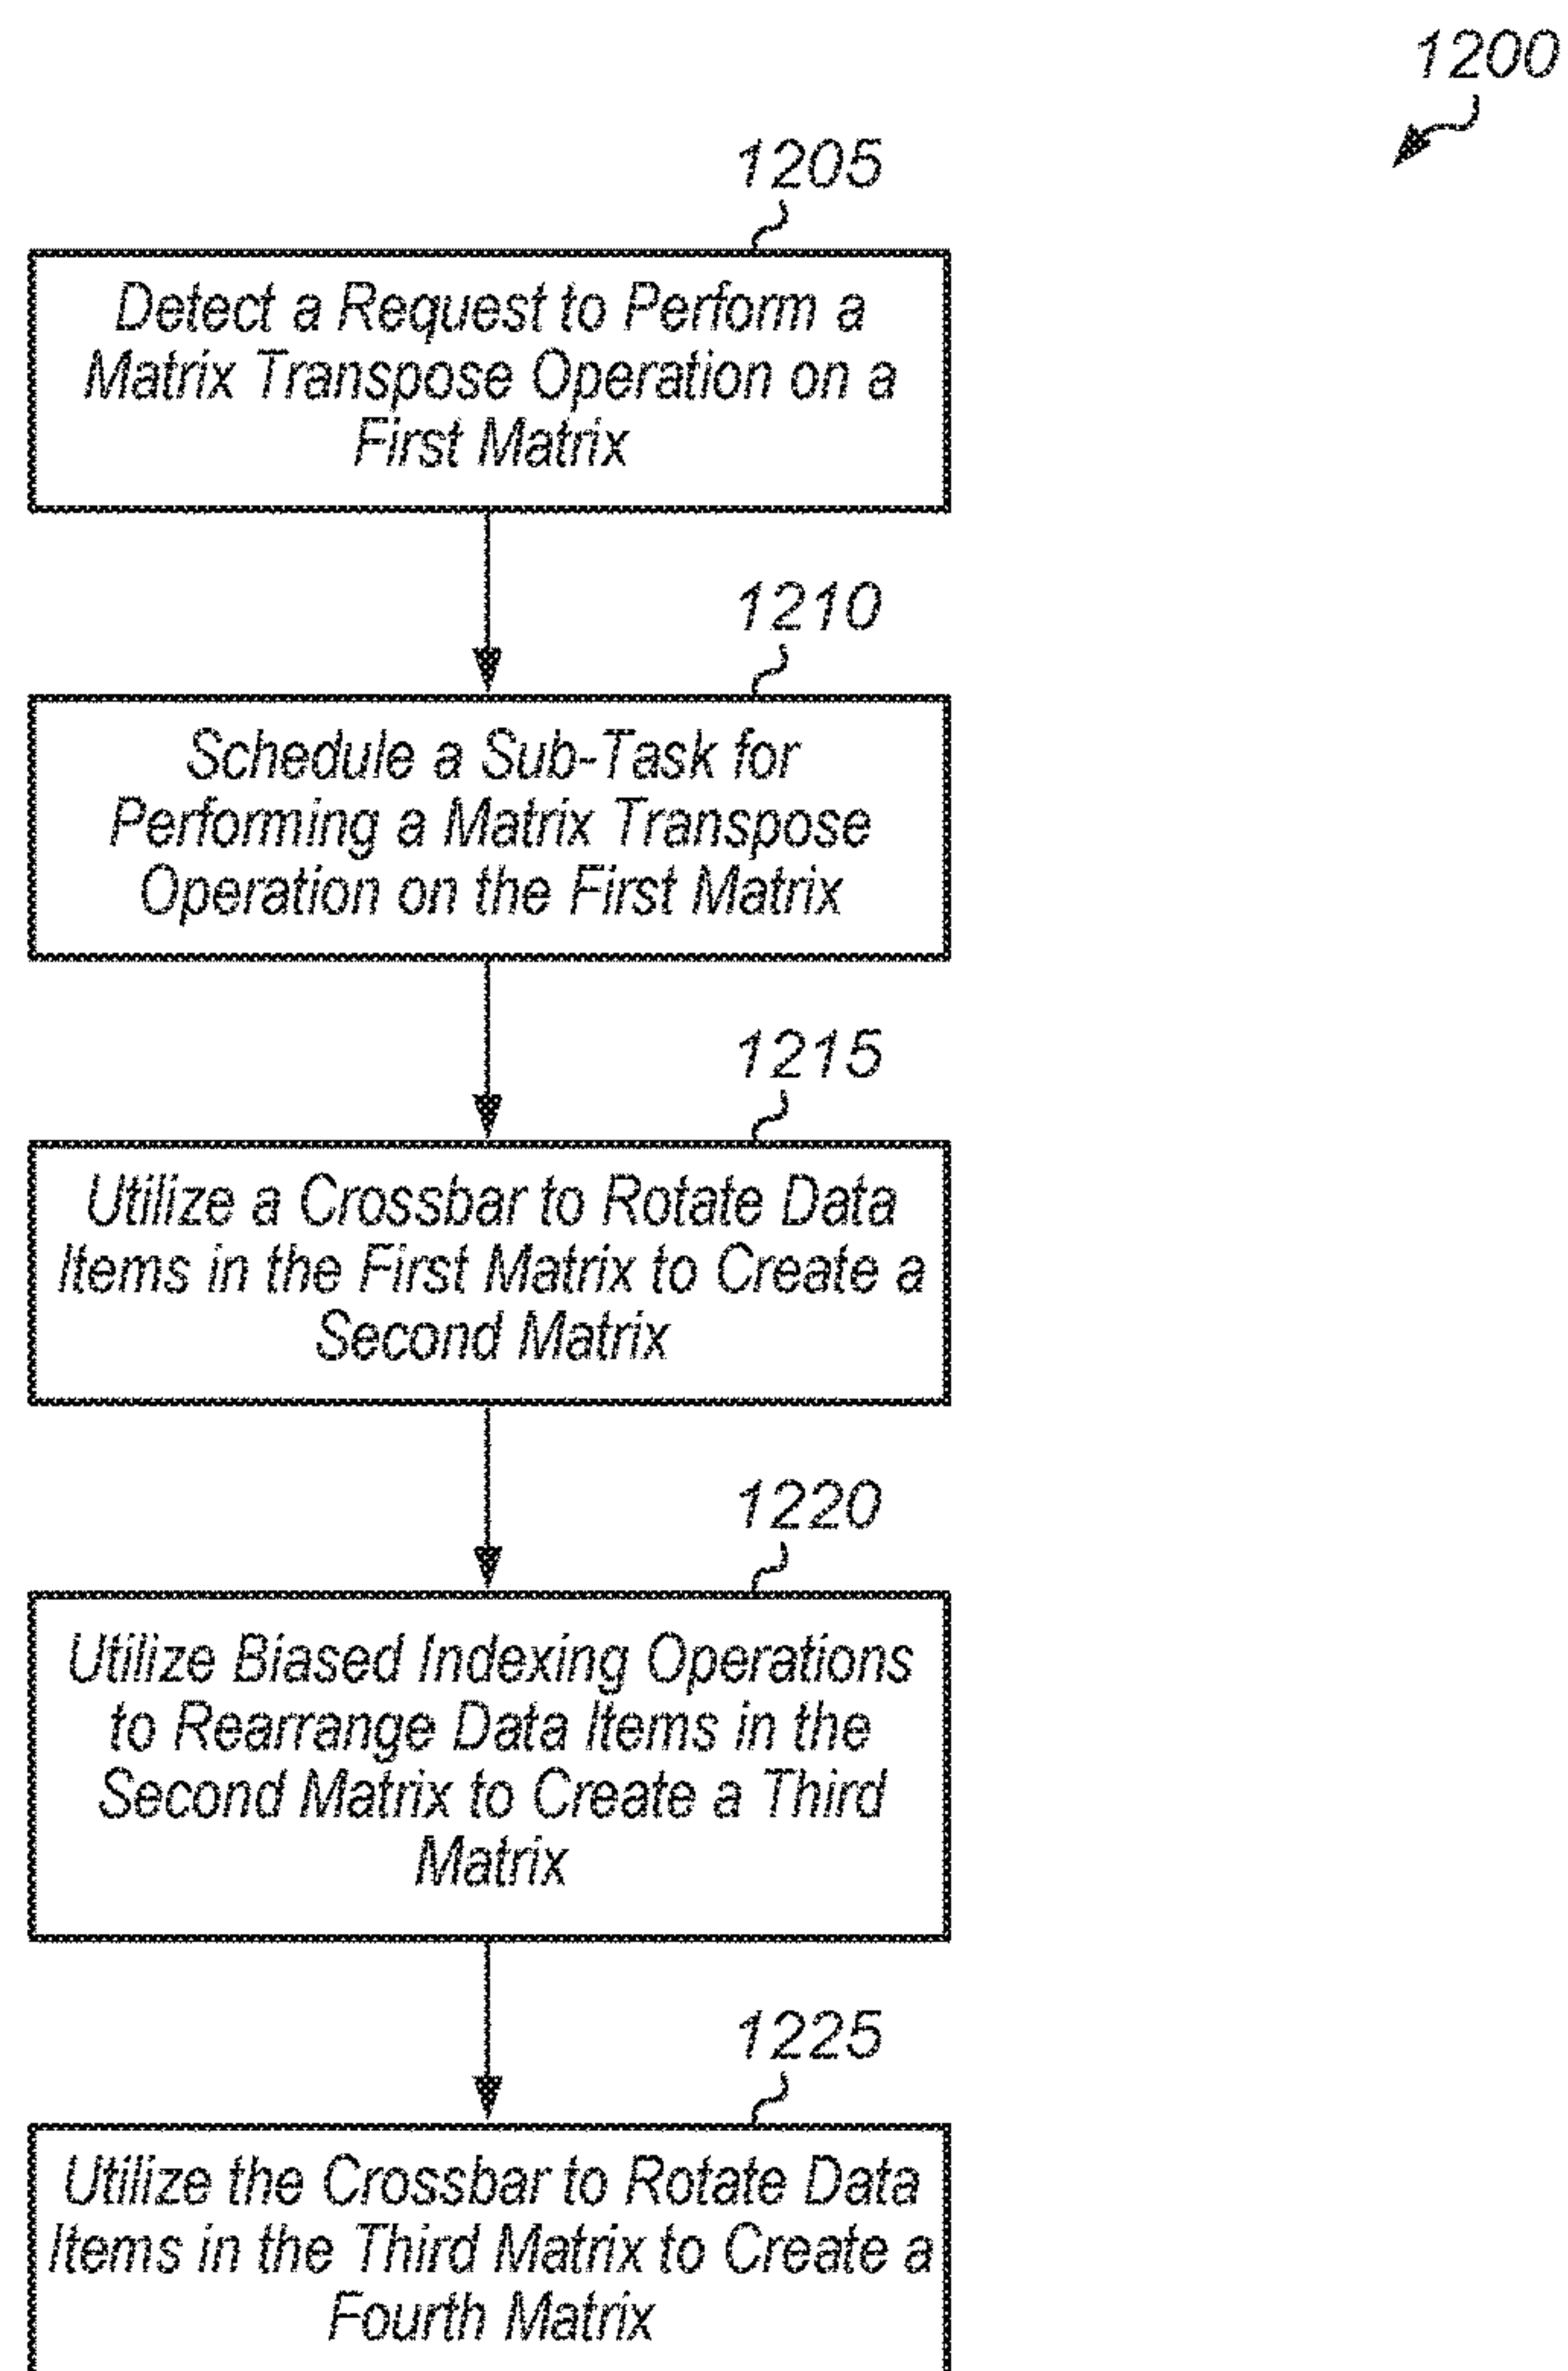 1200
1205
Detect a Request to Perform a
Matrix Transpose Operation on a
First Matrix
1210
Schedule a Sub-Task for
Performing a Matrix Transpose
Operation on the First Matrix
1215
Utilize a Crossbar to Rotate Data
Items in the First Matrix to Create a
Second Matrix
1220
Utilize Biased Indexing Operations
to Rearrange Data Items in the
Second Matrix to Create a Third
Matrix
1225
Utilize the Crossbar to Rotate Data
Items in the Third Matrix to Create a
Fourth Matrix